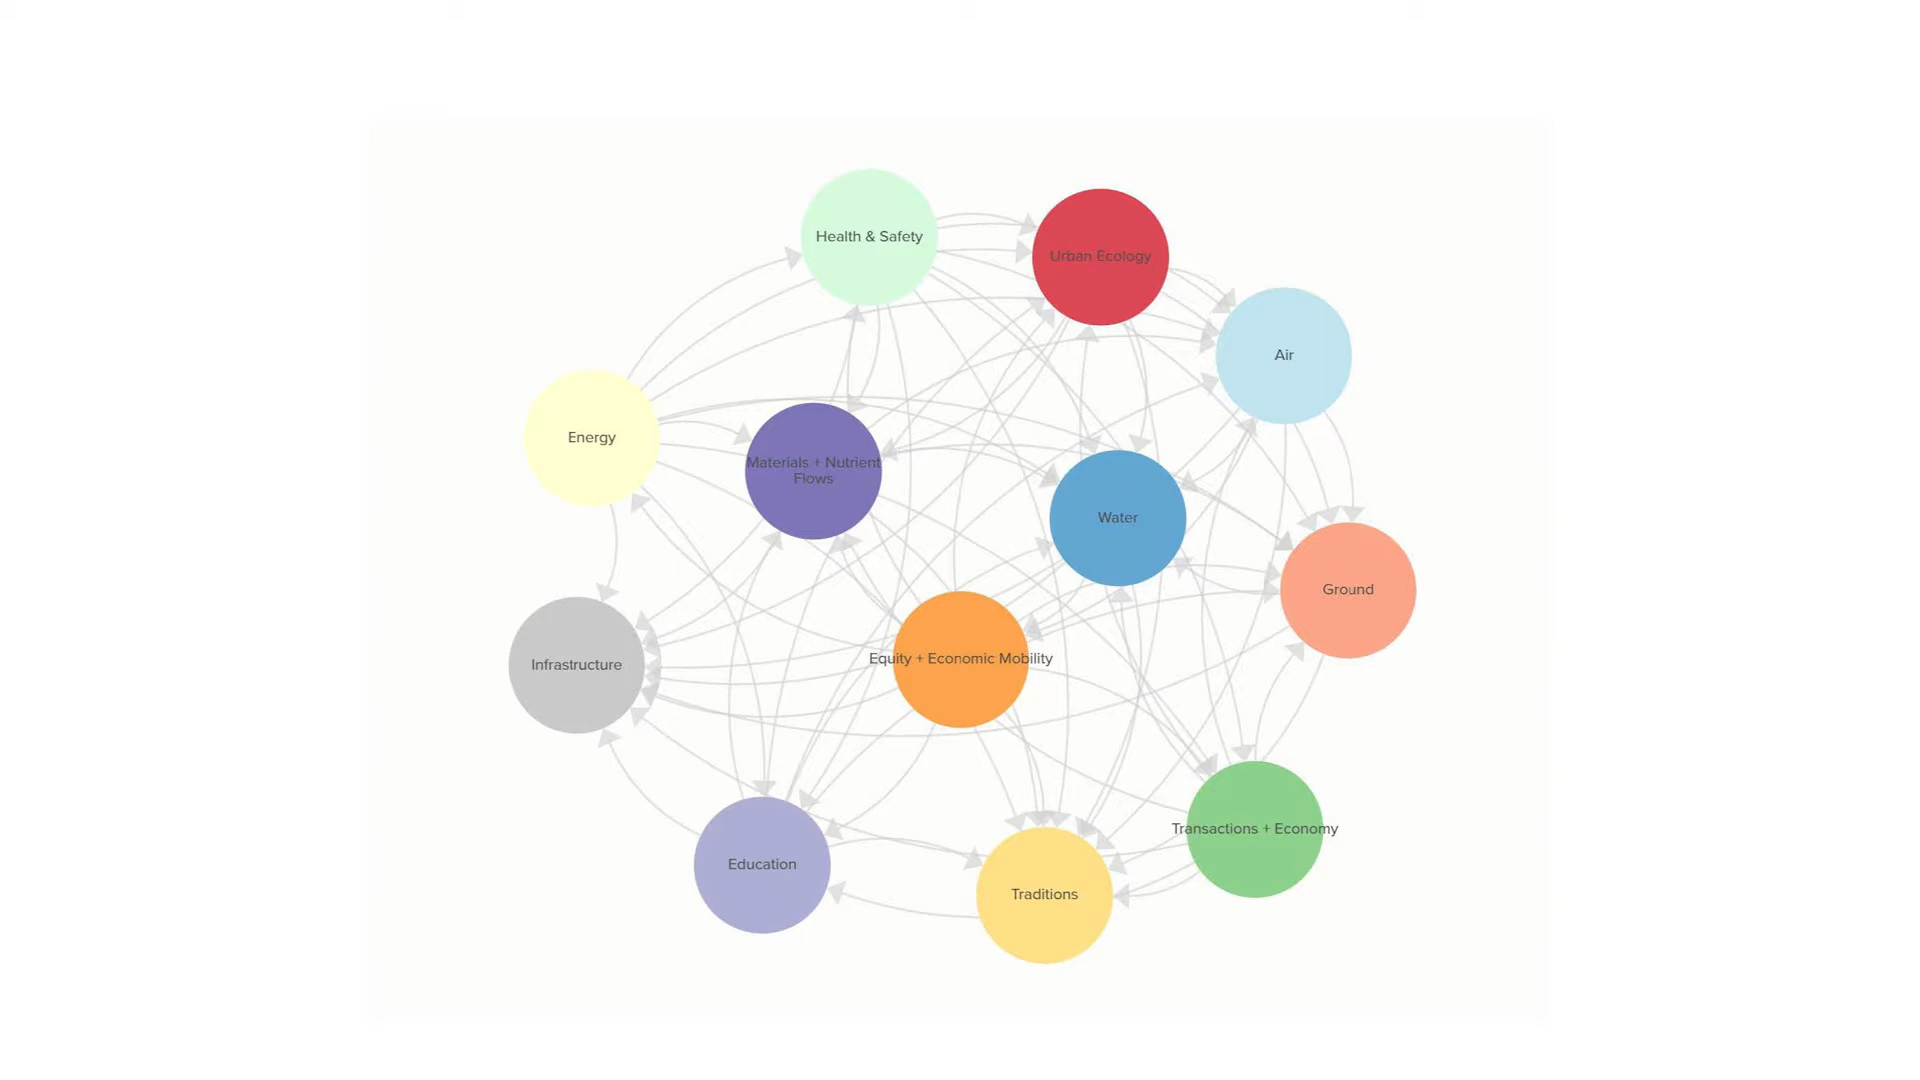 Health & Safety
Urban Ecology
Air
Energy
Materials + Nutrient
Flows
Water
Ground
Infrastructure
Equity + Economic Mobility
Transactions + Economy
Education
Traditions